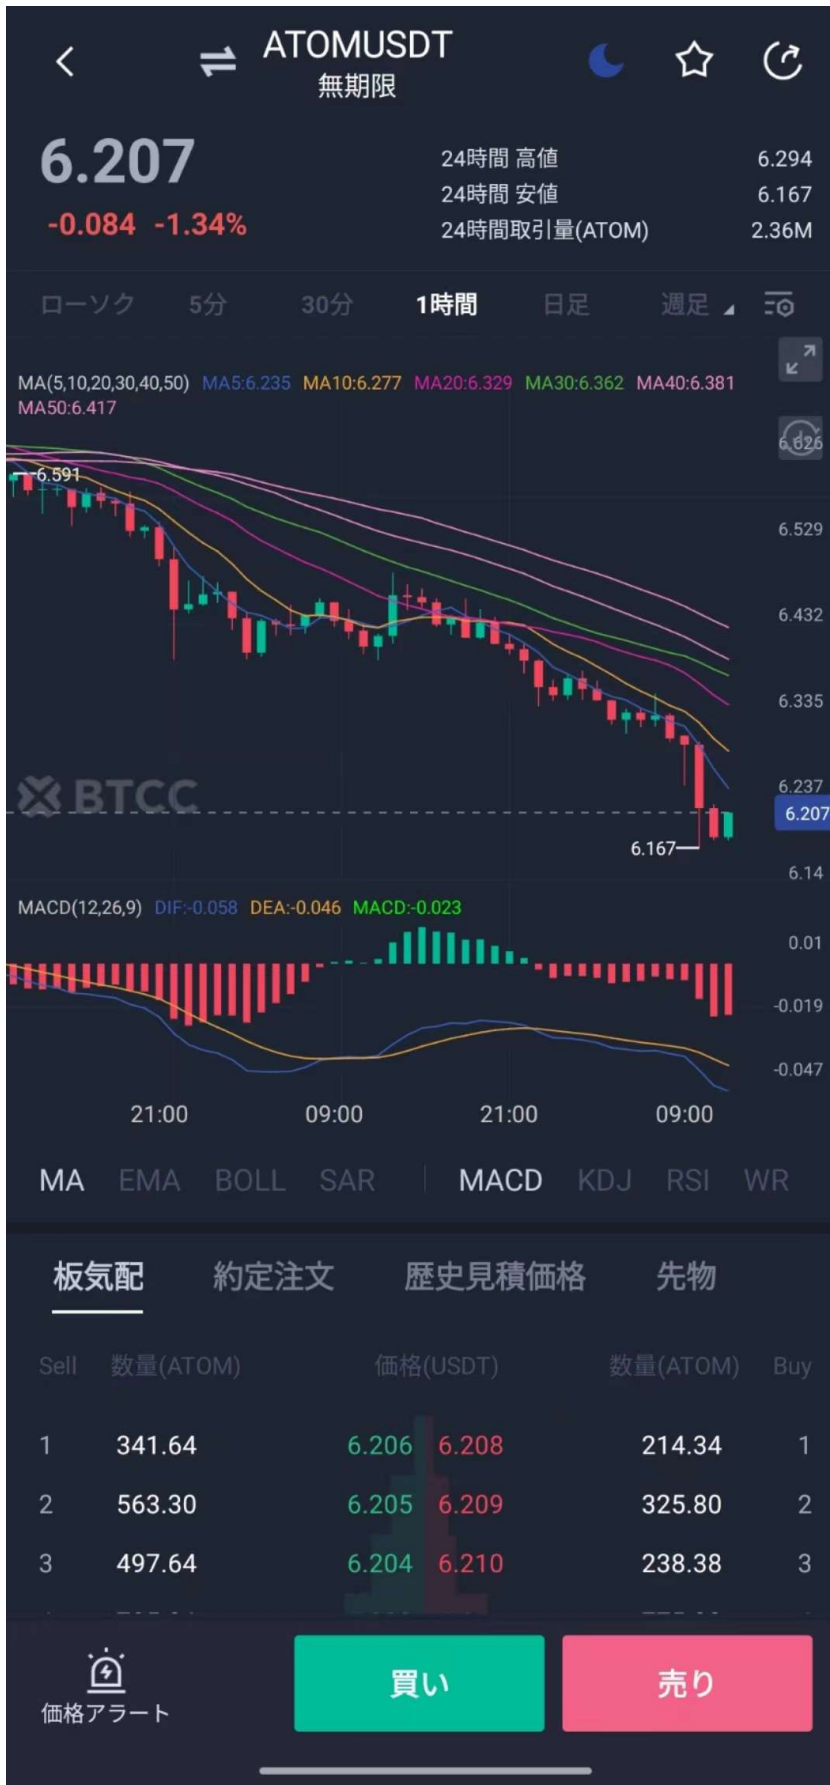 ATOMUSDT
無期限
6.207
-0.084 -1.34%
24時間 高値 6.294
24時間 安値 6.167
24時間取引量(ATOM) 2.36M
ローソク 5分 30分 1時間 日足 週足
MA(5,10,20,30,40,50) MA5:6.235 MA10:6.277 MA20:6.329 MA30:6.362 MA40:6.381
MA50:6.417
6.626
6.591
6.529
6.432
6.335
BTCC
6.237
6.207
6.167
6.14
MACD(12,26,9) DIF:-0.058 DEA:-0.046 MACD:-0.023
0.01
-0.019
-0.047
21:00 09:00 21:00 09:00
MA EMA BOLL SAR MACD KDJ RSI WR
板気配 約定注文 歴史見積価格 先物
Sell 数量(ATOM) 価格(USDT) 数量(ATOM) Buy
1 341.64 6.206 6.208 214.34 1
2 563.30 6.205 6.209 325.80 2
3 497.64 6.204 6.210 238.38 3
価格アラート
買い
売り